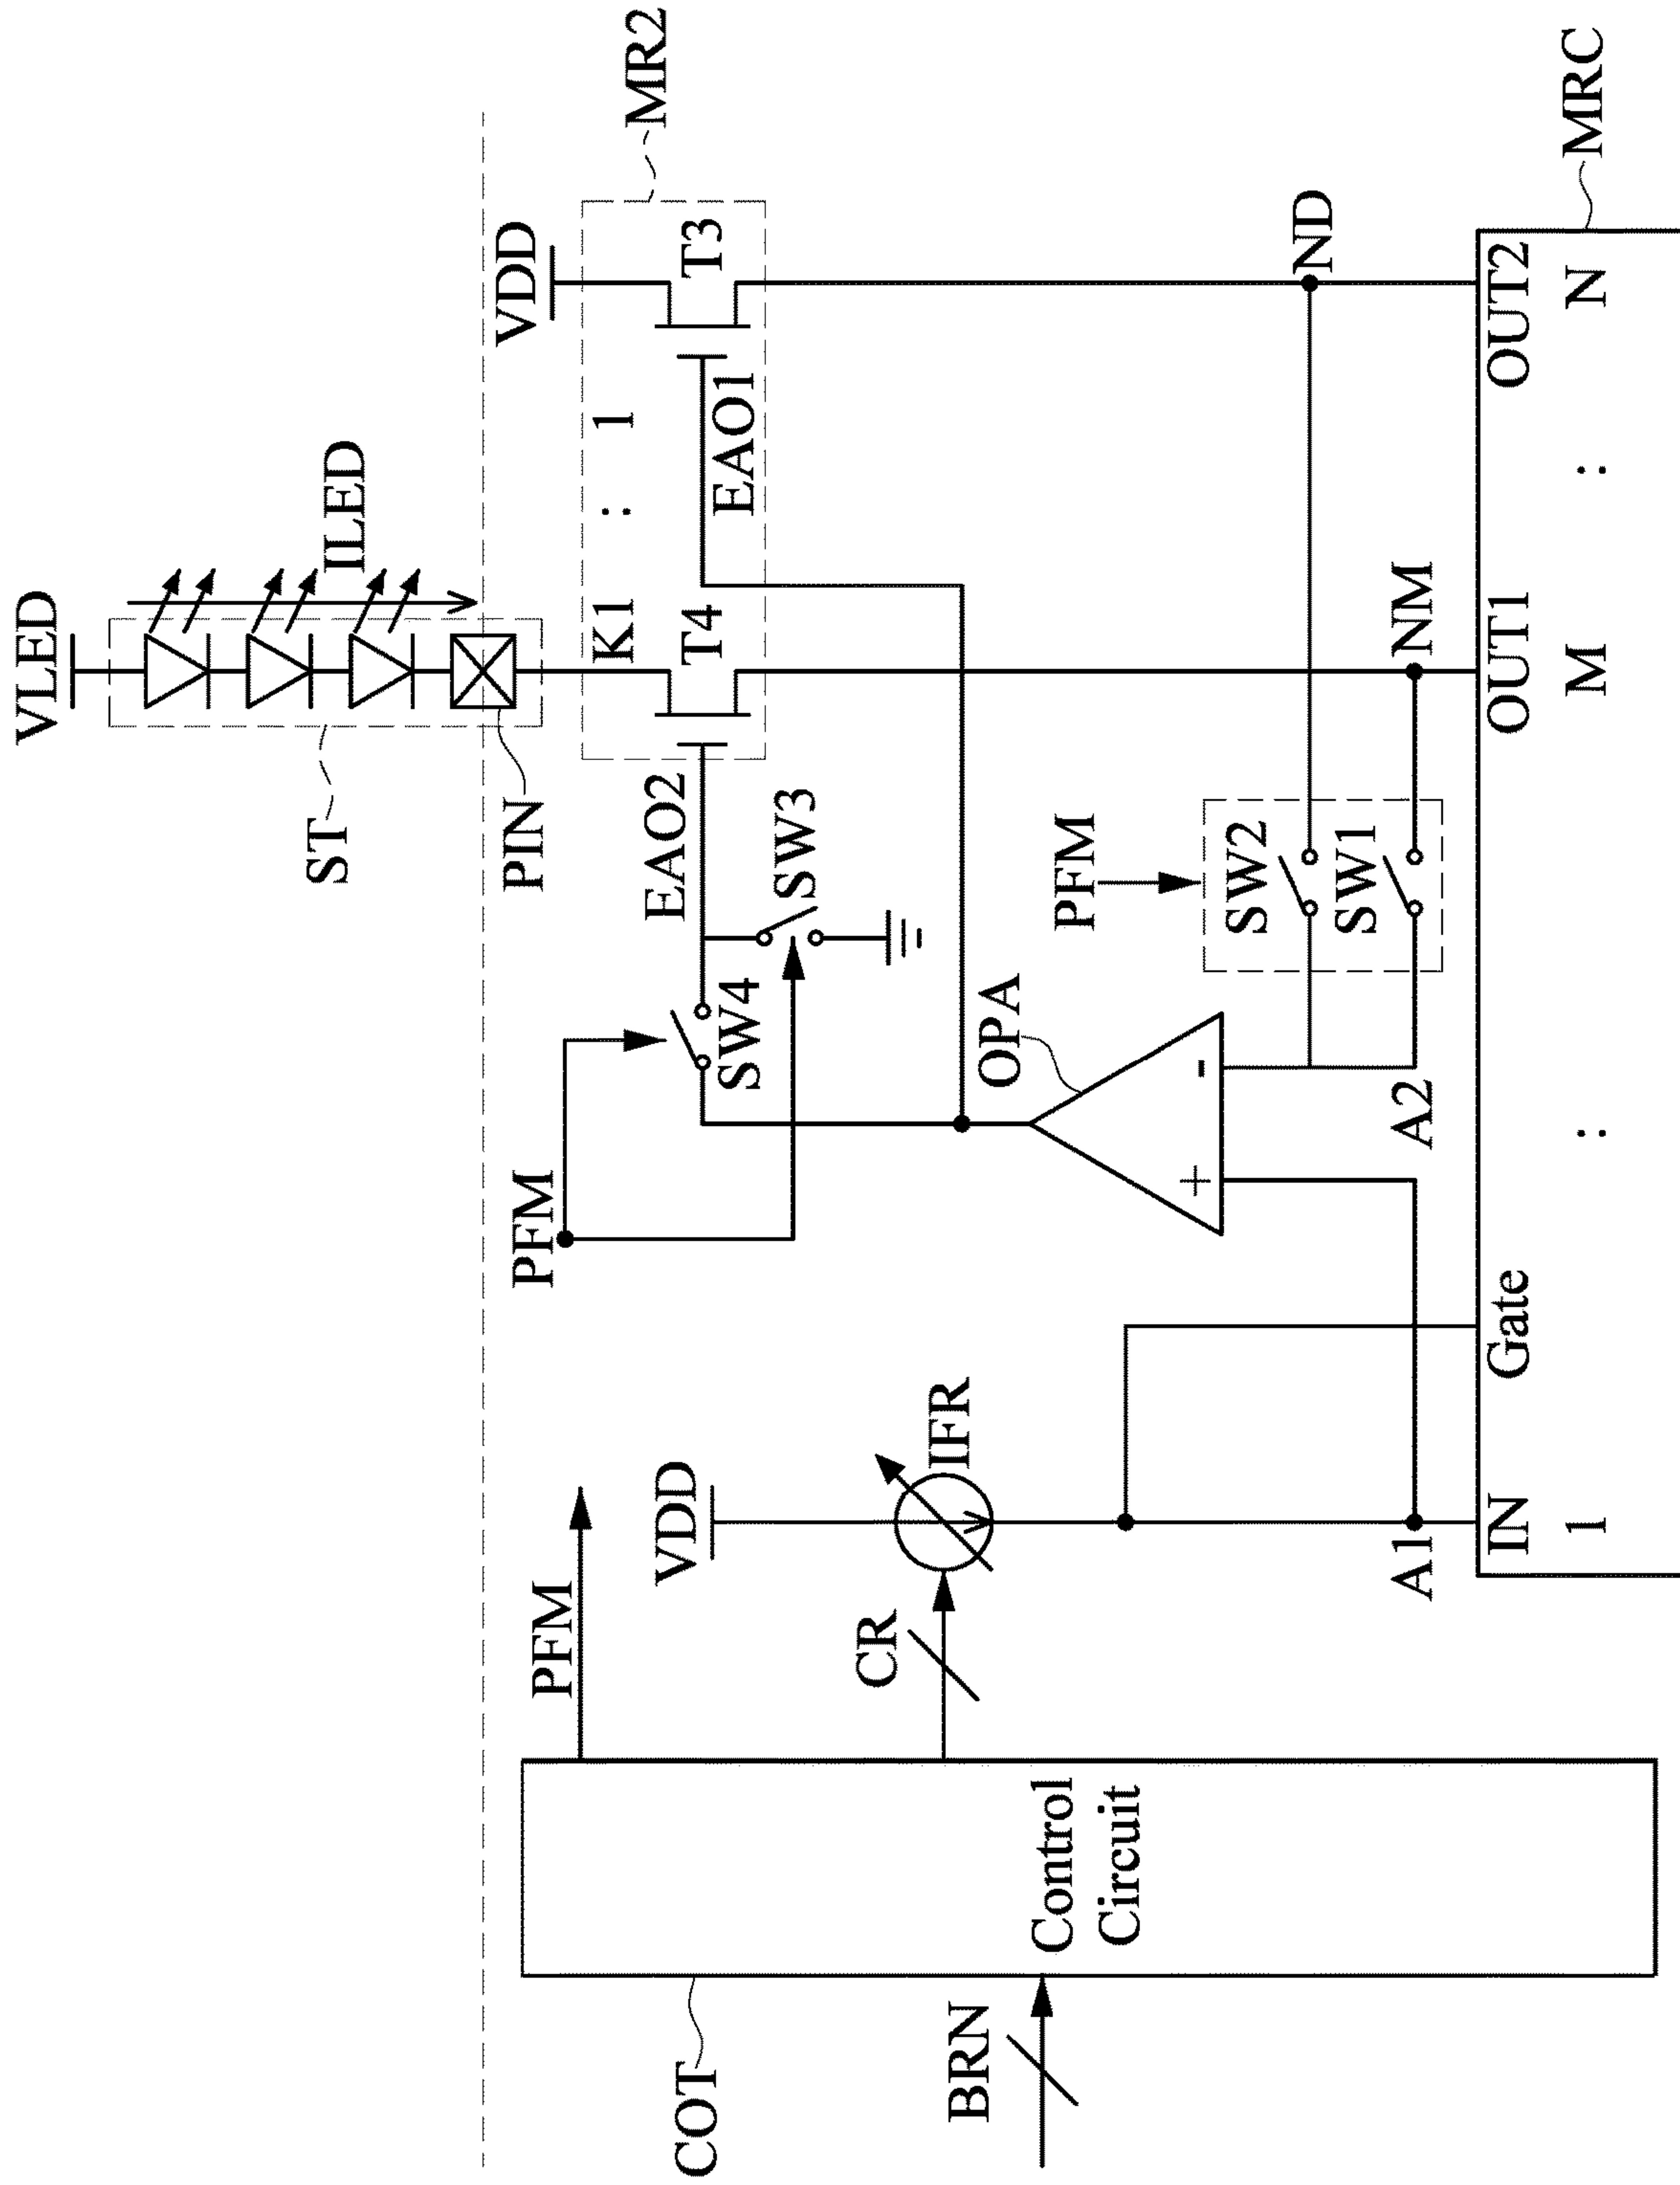 VLED
ILED
ST
PIN
VDD
MR2
K1 : 1
T4
T3
EAO2
EAO1
SW3
SW4
PFM
PFM
VDD
CR
IFR
OPA
+
-
PFM
SW2
SW1
ND
NM
A1
A2
COT
BRN
Control
Circuit
IN
Gate
OUT1
OUT2
1 : M : N
MRC